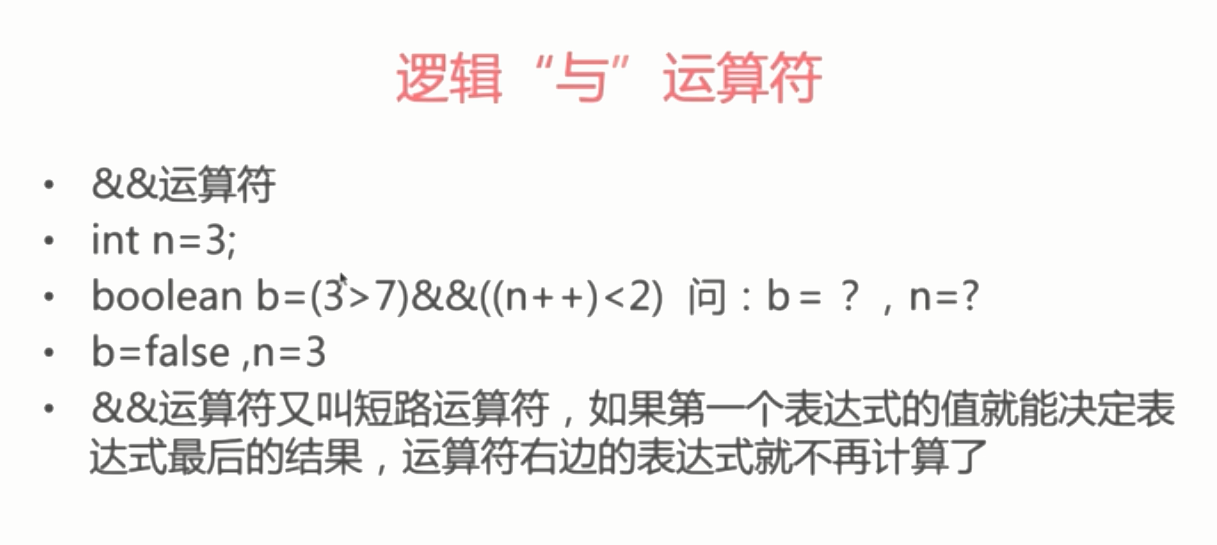 逻辑“与”运算符
• &&运算符
• int n=3;
• boolean b=(3>7)&&((n++)<2) 问：b = ？，n=?
• b=false ,n=3
• &&运算符又叫短路运算符，如果第一个表达式的值就能决定表
达式最后的结果，运算符右边的表达式就不再计算了